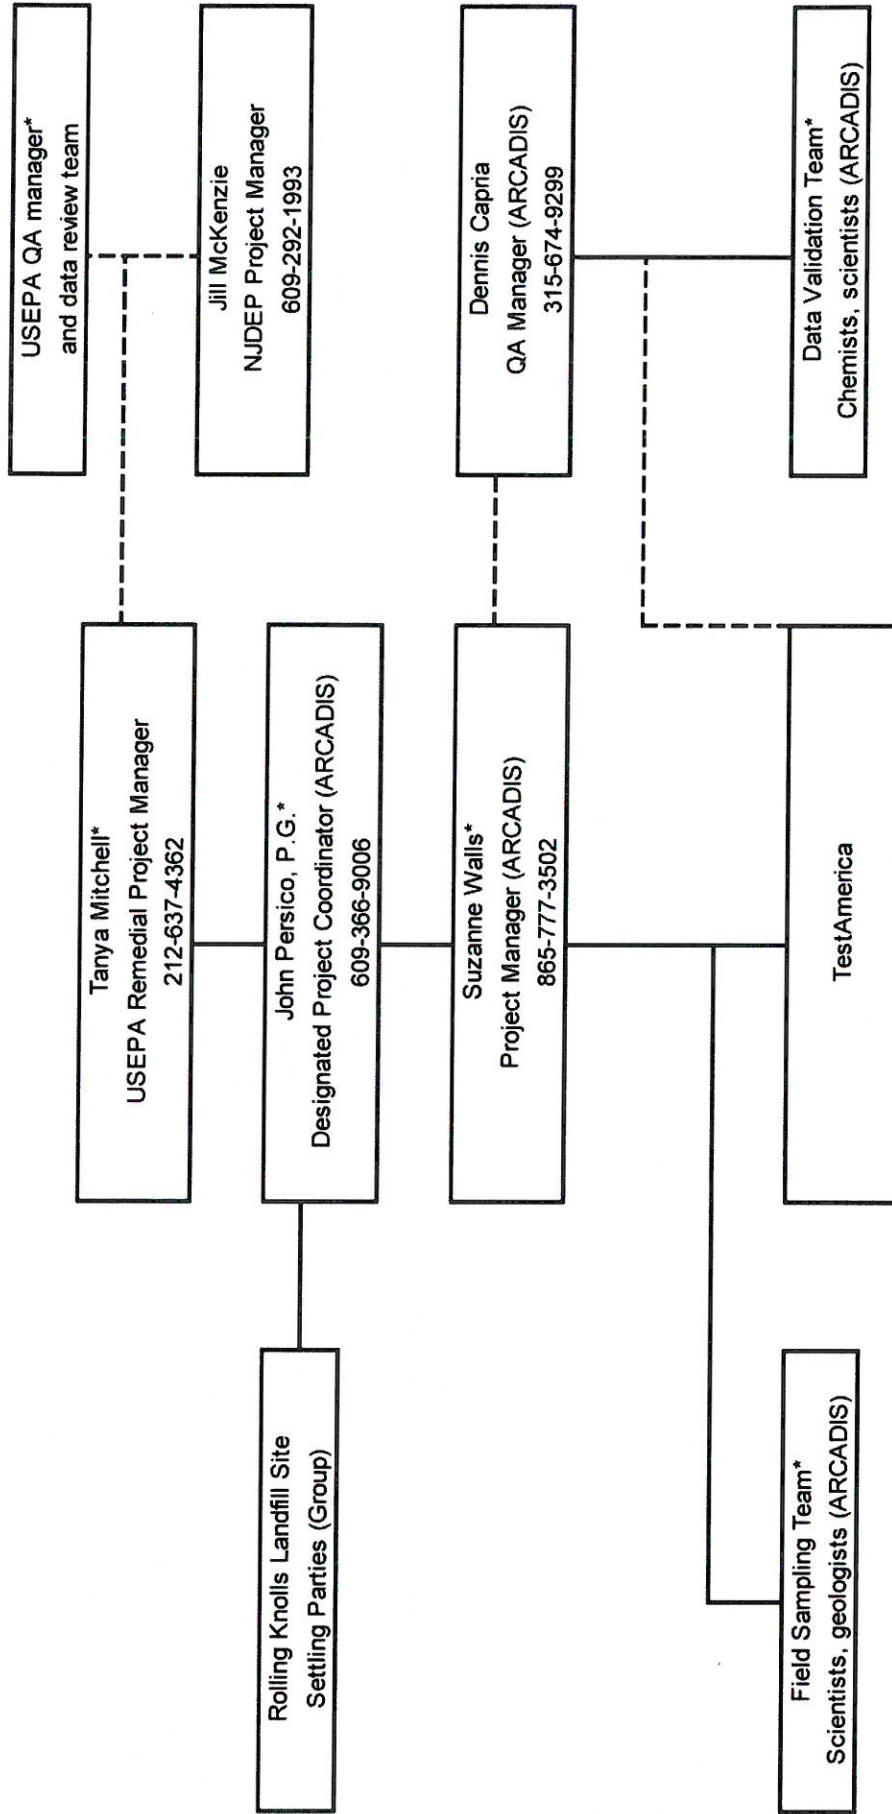 USEPA QA manager*
and data review team
Tanya Mitchell*
USEPA Remedial Project Manager
212-637-4362
Jill McKenzie
NJDEP Project Manager
609-292-1993
Rolling Knolls Landfill Site
Settling Parties (Group)
John Persico, P.G.*
Designated Project Coordinator (ARCADIS)
609-366-9006
Suzanne Walls*
Project Manager (ARCADIS)
865-777-3502
Dennis Capria
QA Manager (ARCADIS)
315-674-9299
Field Sampling Team*
Scientists, geologists (ARCADIS)
TestAmerica
Data Validation Team*
Chemists, scientists (ARCADIS)